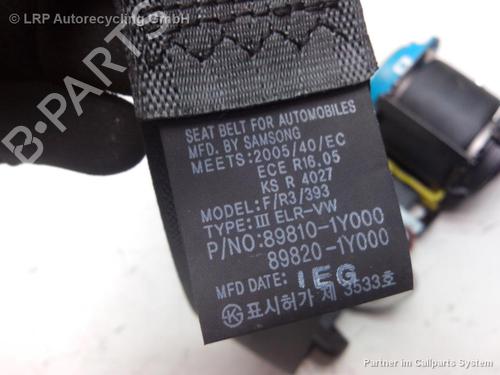 LRP Autorecycling GmbH
SEAT BELT FOR AUTOMOBILES
MFD. BY SAMSONG
MEETS:2005/40/EC
ECE R16.05
KS R 4027
MODEL:F/R3/393
TYPE:III ELR-VW
P/NO:89810-1Y000
89820-1Y000
MFD DATE: IEG
표시허가 제 3533호
Partner im Callparts System